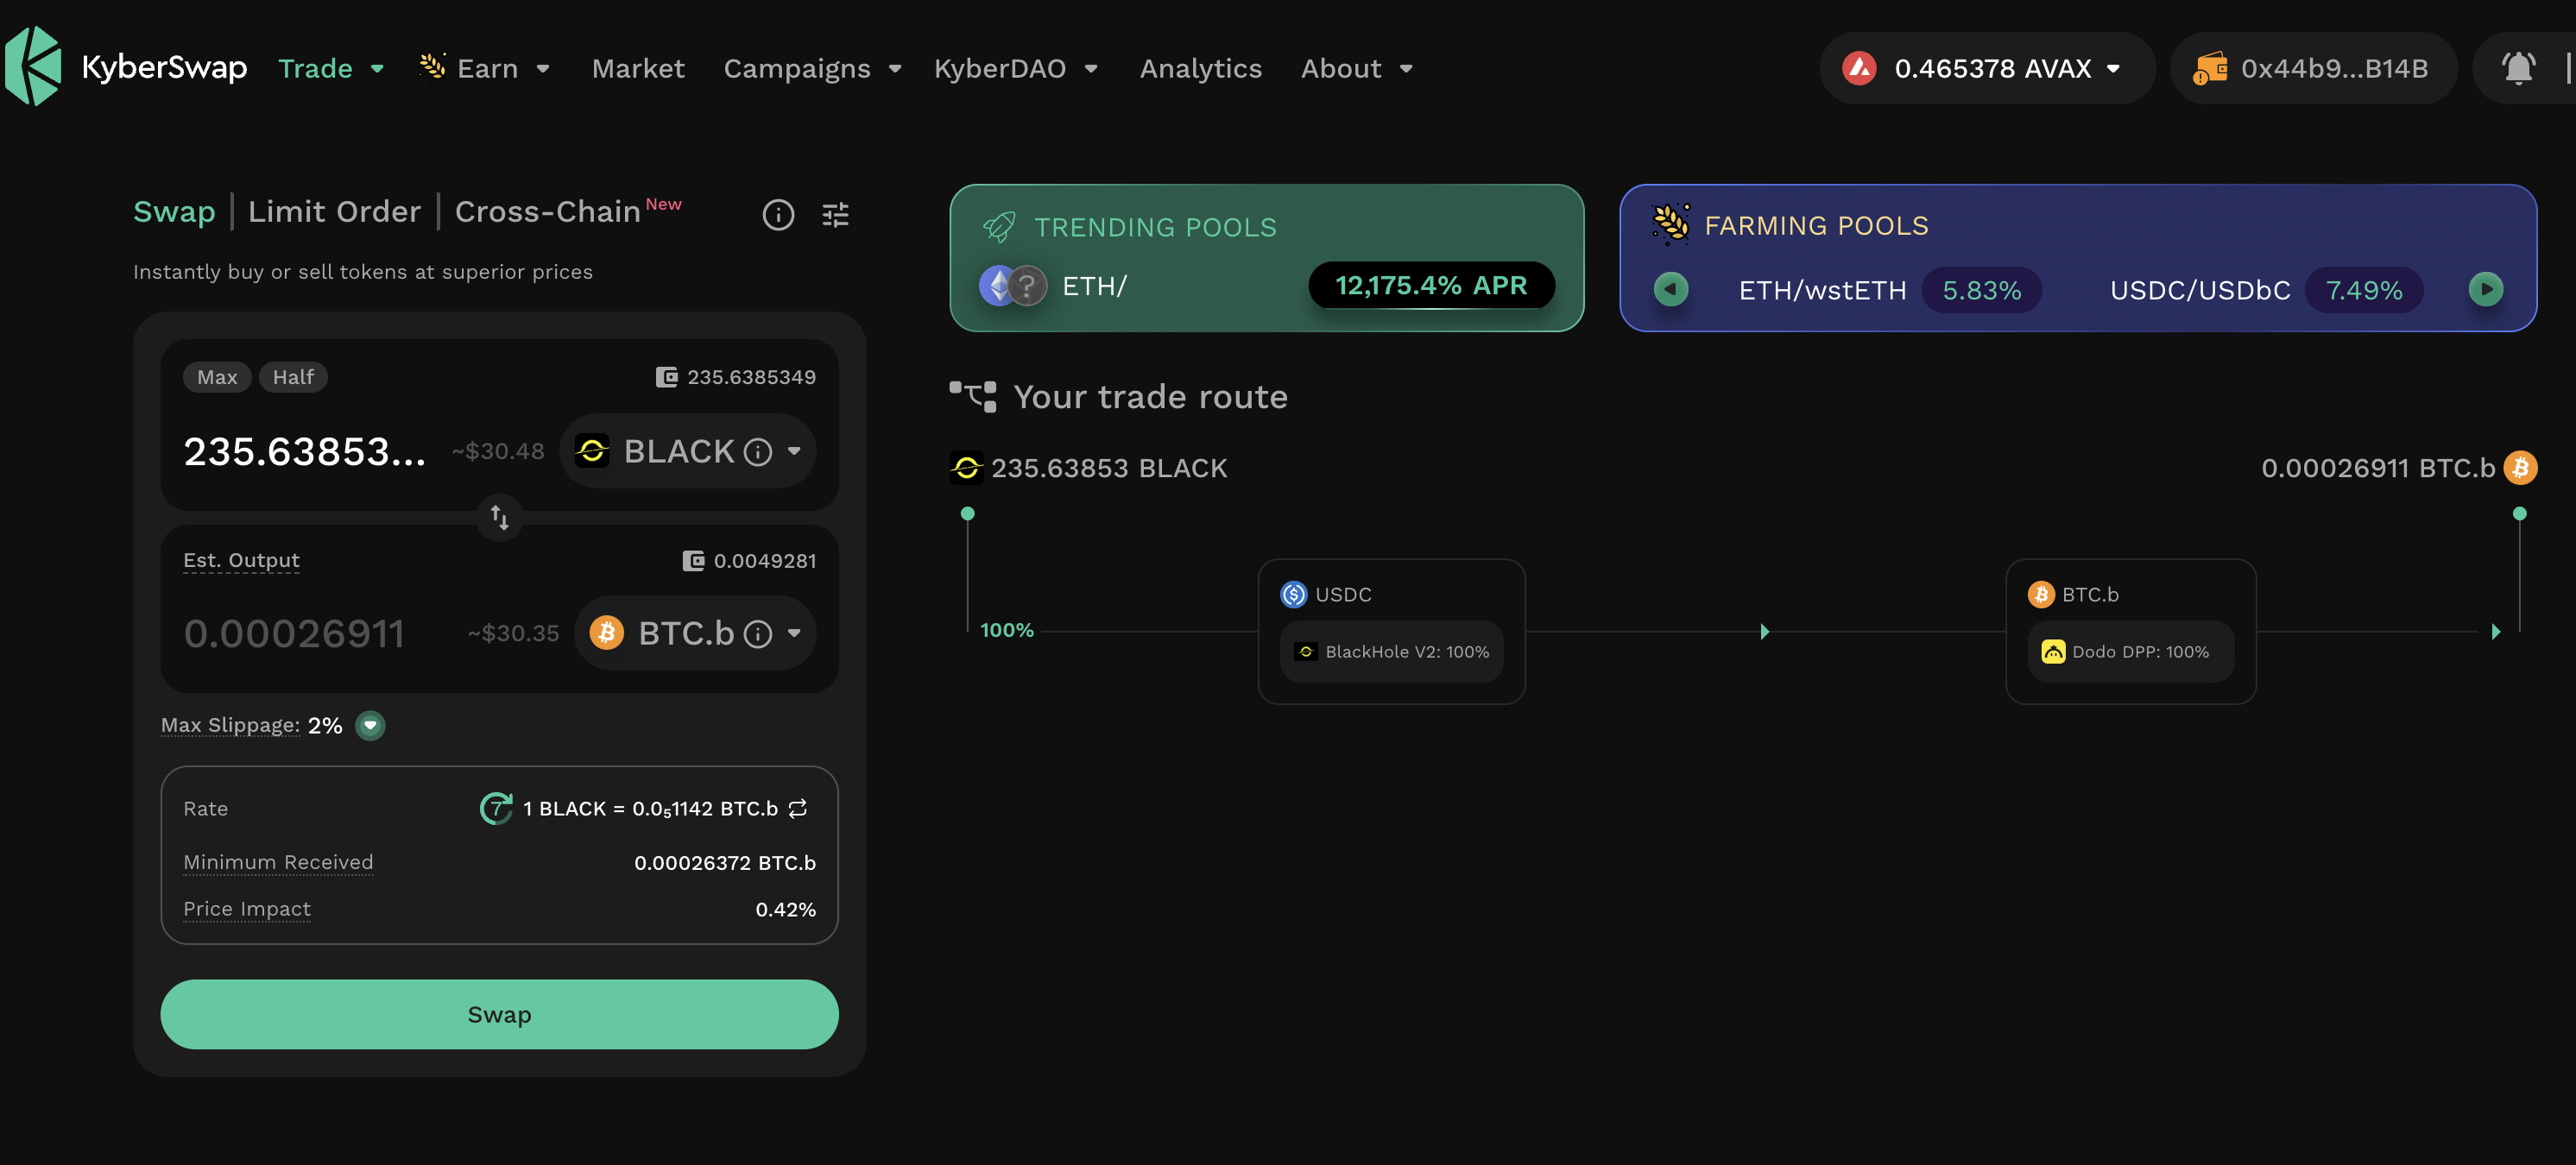 KyberSwap Trade Earn Market Campaigns KyberDAO Analytics About 0.465378 AVAX 0x44b9...B14B
Swap | Limit Order | Cross-Chain New
Instantly buy or sell tokens at superior prices
TRENDING POOLS
ETH/ 12,175.4% APR
FARMING POOLS
ETH/wstETH 5.83% USDC/USDbC 7.49%
Max Half 235.6385349
235.63853... ~$30.48 BLACK
Est. Output 0.0049281
0.00026911 ~$30.35 BTC.b
Max Slippage: 2%
Rate 7 1 BLACK = 0.0₅1142 BTC.b
Minimum Received 0.00026372 BTC.b
Price Impact 0.42%
Swap
Your trade route
235.63853 BLACK 0.00026911 BTC.b
100%
USDC
BlackHole V2: 100%
BTC.b
Dodo DPP: 100%